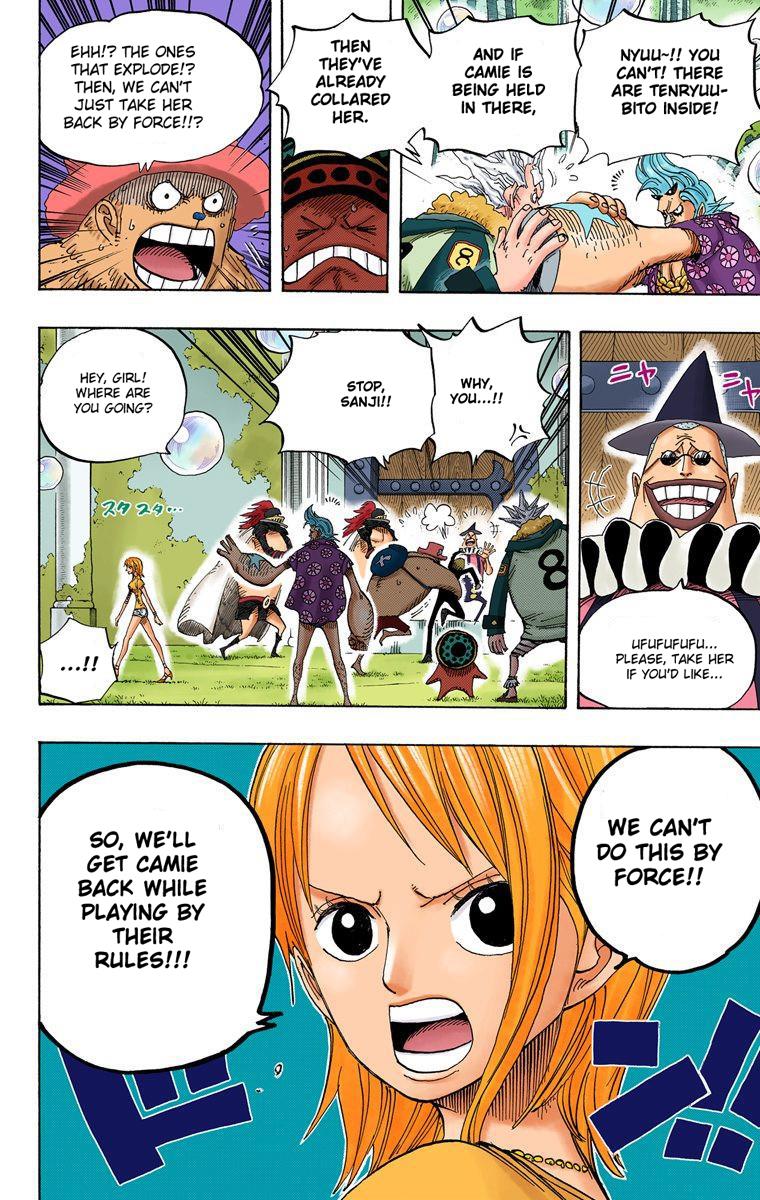 NYUU~!! YOU
CAN'T! THERE
ARE TENRYUU-
BITO INSIDE!
AND IF
CAMIE IS
BEING HELD
IN THERE,
THEN
THEY'VE
ALREADY
COLLARED
HER.
EHH!? THE ONES
THAT EXPLODE!?
THEN, WE CAN'T
JUST TAKE HER
BACK BY FORCE!!?
ニヤ
ニヤ
UFUFUFUFU...
PLEASE, TAKE HER
IF YOU'D LIKE...
WHY,
YOU...!!
STOP,
SANJI!!
8
HEY, GIRL!
WHERE ARE
YOU GOING?
スタ スタ...
...!!
WE CAN'T
DO THIS BY
FORCE!!
SO, WE'LL
GET CAMIE
BACK WHILE
PLAYING BY
THEIR
RULES!!!